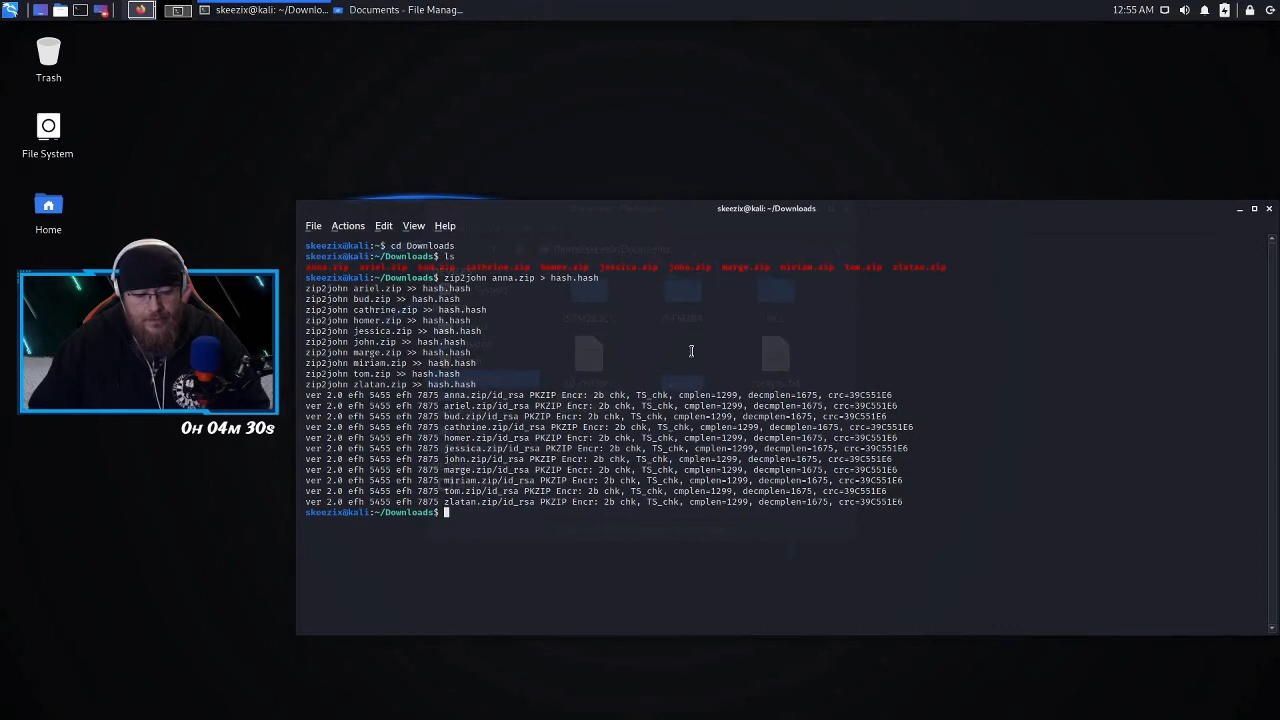 skeezix@kali: ~/Downlo...
Documents - File Manag...
12:55 AM
Trash
File System
Home
skeezix@kali: ~/Downloads
File Actions Edit View Help
skeezix@kali:~$ cd Downloads
skeezix@kali:~/Downloads$ ls
anna.zip ariel.zip bud.zip cathrine.zip homer.zip jessica.zip john.zip marge.zip miriam.zip tom.zip zlatan.zip
skeezix@kali:~/Downloads$ zip2john anna.zip > hash.hash
zip2john ariel.zip >> hash.hash
zip2john bud.zip >> hash.hash
zip2john cathrine.zip >> hash.hash
zip2john homer.zip >> hash.hash
zip2john jessica.zip >> hash.hash
zip2john john.zip >> hash.hash
zip2john marge.zip >> hash.hash
zip2john miriam.zip >> hash.hash
zip2john tom.zip >> hash.hash
zip2john zlatan.zip >> hash.hash
ver 2.0 efh 5455 efh 7875 anna.zip/id_rsa PKZIP Encr: 2b chk, TS_chk, cmplen=1299, decmplen=1675, crc=39C551E6
ver 2.0 efh 5455 efh 7875 ariel.zip/id_rsa PKZIP Encr: 2b chk, TS_chk, cmplen=1299, decmplen=1675, crc=39C551E6
ver 2.0 efh 5455 efh 7875 bud.zip/id_rsa PKZIP Encr: 2b chk, TS_chk, cmplen=1299, decmplen=1675, crc=39C551E6
ver 2.0 efh 5455 efh 7875 cathrine.zip/id_rsa PKZIP Encr: 2b chk, TS_chk, cmplen=1299, decmplen=1675, crc=39C551E6
ver 2.0 efh 5455 efh 7875 homer.zip/id_rsa PKZIP Encr: 2b chk, TS_chk, cmplen=1299, decmplen=1675, crc=39C551E6
ver 2.0 efh 5455 efh 7875 jessica.zip/id_rsa PKZIP Encr: 2b chk, TS_chk, cmplen=1299, decmplen=1675, crc=39C551E6
ver 2.0 efh 5455 efh 7875 john.zip/id_rsa PKZIP Encr: 2b chk, TS_chk, cmplen=1299, decmplen=1675, crc=39C551E6
ver 2.0 efh 5455 efh 7875 marge.zip/id_rsa PKZIP Encr: 2b chk, TS_chk, cmplen=1299, decmplen=1675, crc=39C551E6
ver 2.0 efh 5455 efh 7875 miriam.zip/id_rsa PKZIP Encr: 2b chk, TS_chk, cmplen=1299, decmplen=1675, crc=39C551E6
ver 2.0 efh 5455 efh 7875 tom.zip/id_rsa PKZIP Encr: 2b chk, TS_chk, cmplen=1299, decmplen=1675, crc=39C551E6
ver 2.0 efh 5455 efh 7875 zlatan.zip/id_rsa PKZIP Encr: 2b chk, TS_chk, cmplen=1299, decmplen=1675, crc=39C551E6
skeezix@kali:~/Downloads$
0H 04M 30s